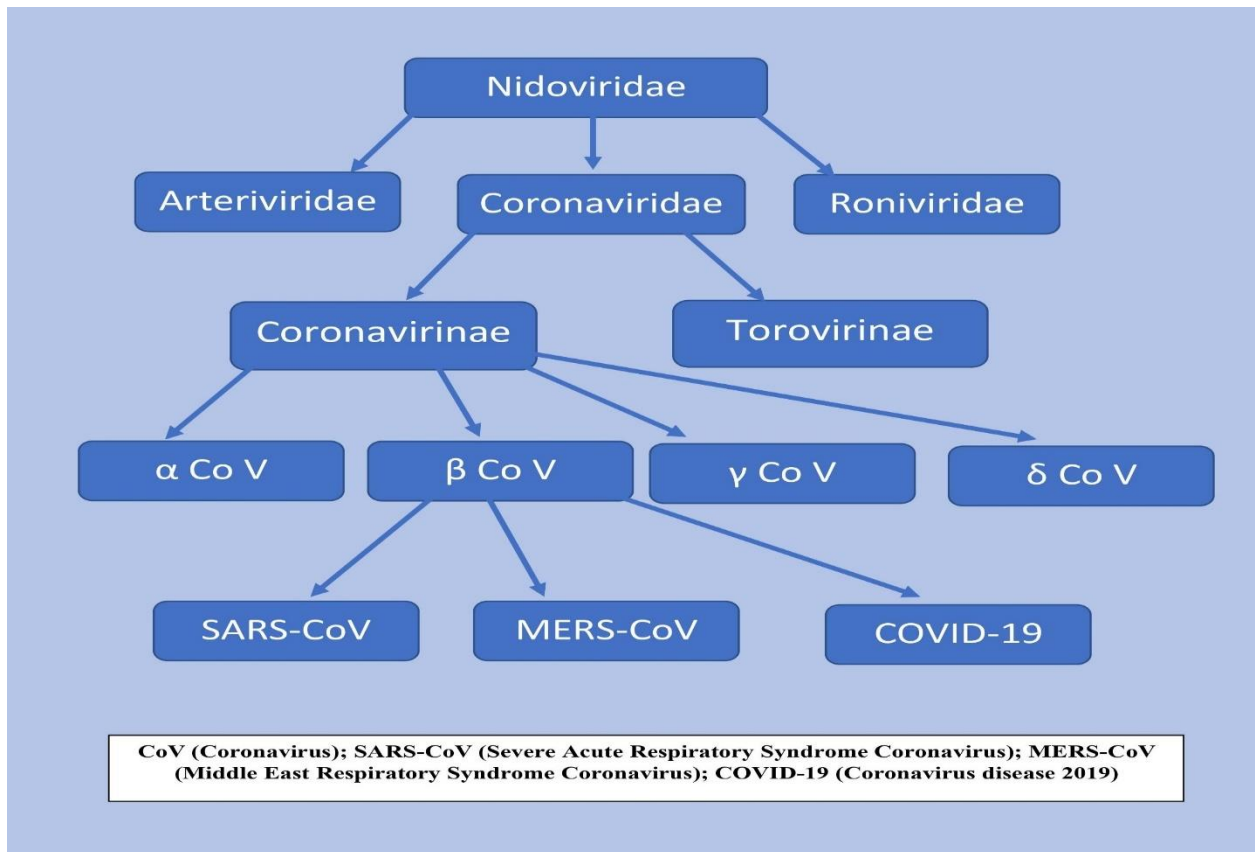 Nidoviridae
Arteriviridae
Coronaviridae
Roniviridae
Coronavirinae
Torovirinae
α Co V
β Co V
γ Co V
δ Co V
SARS-CoV
MERS-CoV
COVID-19
CoV (Coronavirus); SARS-CoV (Severe Acute Respiratory Syndrome Coronavirus); MERS-CoV
(Middle East Respiratory Syndrome Coronavirus); COVID-19 (Coronavirus disease 2019)